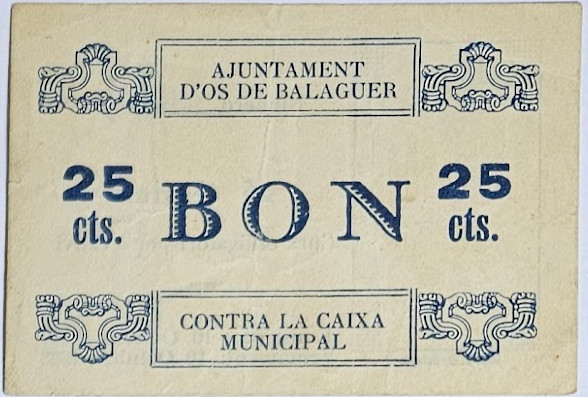 AJUNTAMENT
D'OS DE BALAGUER
25 cts.
BON
25 cts.
CONTRA LA CAIXA
MUNICIPAL